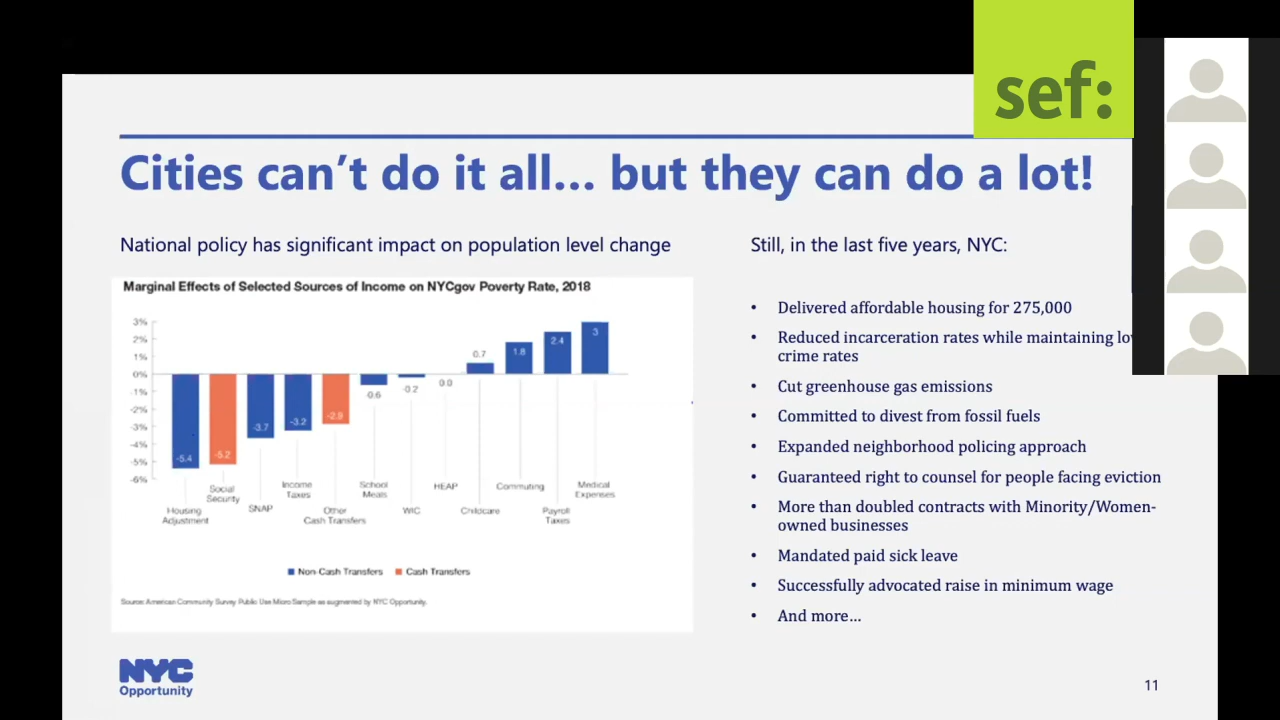 sef:
Cities can't do it all... but they can do a lot!
National policy has significant impact on population level change
Marginal Effects of Selected Sources of Income on NYCgov Poverty Rate, 2018
3%
2%
1%
0%
-1%
-2%
-3%
-4%
-5%
-6%
-5.4
-5.2
-3.7
-3.2
-2.9
-0.6
-0.2
0.0
0.7
1.8
2.4
3
Housing
Adjustment
Social
Security
SNAP
Income
Taxes
Other
Cash Transfers
School
Meals
WIC
HEAP
Childcare
Commuting
Payroll
Taxes
Medical
Expenses
Non-Cash Transfers
Cash Transfers
Source: American Community Survey Public Use Micro Sample as augmented by NYC Opportunity.
Still, in the last five years, NYC:
• Delivered affordable housing for 275,000
• Reduced incarceration rates while maintaining
crime rates
• Cut greenhouse gas emissions
• Committed to divest from fossil fuels
• Expanded neighborhood policing approach
• Guaranteed right to counsel for people facing eviction
• More than doubled contracts with Minority/Women-
owned businesses
• Mandated paid sick leave
• Successfully advocated raise in minimum wage
• And more...
NYC
Opportunity
11